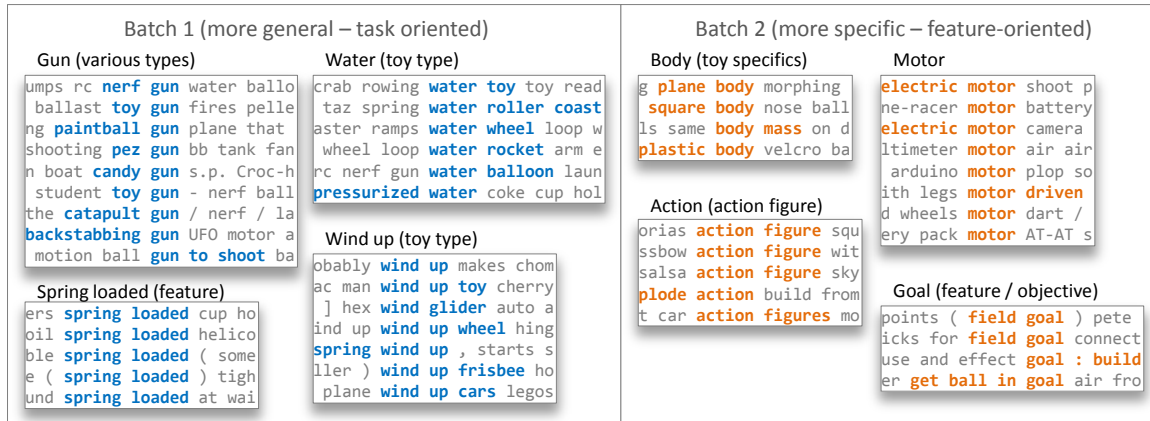 Batch 1 (more general – task oriented)
Gun (various types)
umps rc nerf gun water ballo
ballast toy gun fires pelle
ng paintball gun plane that
shooting pez gun bb tank fan
n boat candy gun s.p. Croc-h
student toy gun - nerf ball
the catapult gun / nerf / la
backstabbing gun UFO motor a
motion ball gun to shoot ba
Spring loaded (feature)
ers spring loaded cup ho
oil spring loaded helico
ble spring loaded ( some
e ( spring loaded ) tigh
und spring loaded at wai
Water (toy type)
crab rowing water toy toy read
taz spring water roller coast
aster ramps water wheel loop w
wheel loop water rocket arm e
rc nerf gun water balloon laun
pressurized water coke cup hol
Wind up (toy type)
obably wind up makes chom
ac man wind up toy cherry
] hex wind glider auto a
ind up wind up wheel hing
spring wind up , starts s
ller ) wind up frisbee ho
plane wind up cars legos
Batch 2 (more specific – feature-oriented)
Body (toy specifics)
g plane body morphing
square body nose ball
ls same body mass on d
plastic body velcro ba
Action (action figure)
orias action figure squ
ssbow action figure wit
salsa action figure sky
plode action build from
t car action figures mo
Motor
electric motor shoot p
ne-racer motor battery
electric motor camera
ltimeter motor air air
arduino motor plop so
ith legs motor driven
d wheels motor dart /
ery pack motor AT-AT s
Goal (feature / objective)
points ( field goal ) pete
icks for field goal connect
use and effect goal : build
er get ball in goal air fro